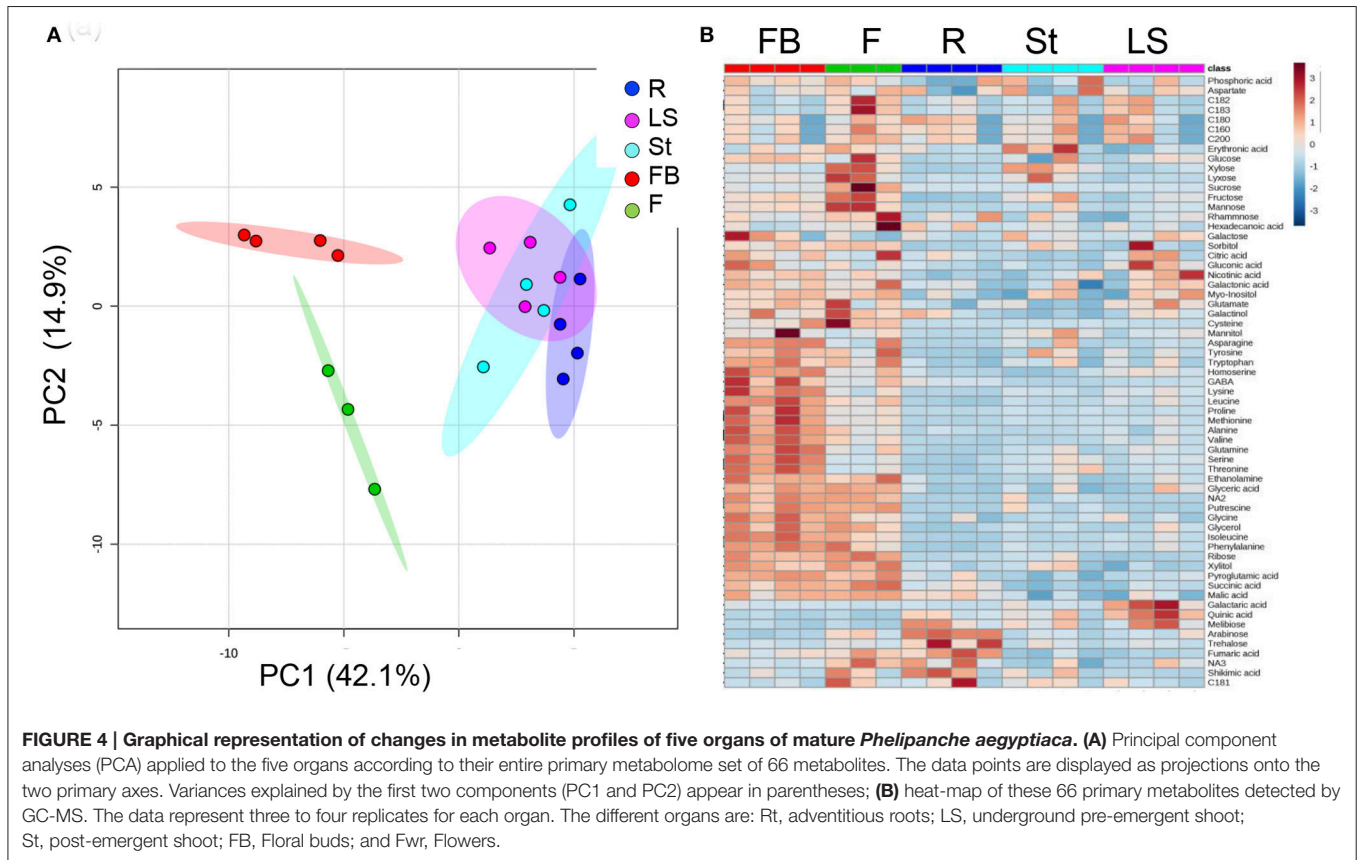 A (a)
5
0
-5
-10
PC2 (14.9%)
-10
PC1 (42.1%)
R
LS
St
FB
F
B
FB F R St LS
class
Phosphoric acid
Aspartate
C182
C183
C180
C160
C200
Erythronic acid
Glucose
Xylose
Lyxose
Sucrose
Fructose
Mannose
Rhammnose
Hexadecanoic acid
Galactose
Sorbitol
Citric acid
Gluconic acid
Nicotinic acid
Galactonic acid
Myo-Inositol
Glutamate
Galactinol
Cysteine
Mannitol
Asparagine
Tyrosine
Tryptophan
Homoserine
GABA
Lysine
Leucine
Proline
Methionine
Alanine
Valine
Glutamine
Serine
Threonine
Ethanolamine
Glyceric acid
NA2
Putrescine
Glycine
Glycerol
Isoleucine
Phenylalanine
Ribose
Xylitol
Pyroglutamic acid
Succinic acid
Malic acid
Galactaric acid
Quinic acid
Melibiose
Arabinose
Trehalose
Fumaric acid
NA3
Shikimic acid
C181
3
2
1
0
-1
-2
-3
FIGURE 4 | Graphical representation of changes in metabolite profiles of five organs of mature Phelipanche aegyptiaca. (A) Principal component
analyses (PCA) applied to the five organs according to their entire primary metabolome set of 66 metabolites. The data points are displayed as projections onto the
two primary axes. Variances explained by the first two components (PC1 and PC2) appear in parentheses; (B) heat-map of these 66 primary metabolites detected by
GC-MS. The data represent three to four replicates for each organ. The different organs are: Rt, adventitious roots; LS, underground pre-emergent shoot;
St, post-emergent shoot; FB, Floral buds; and Fwr, Flowers.